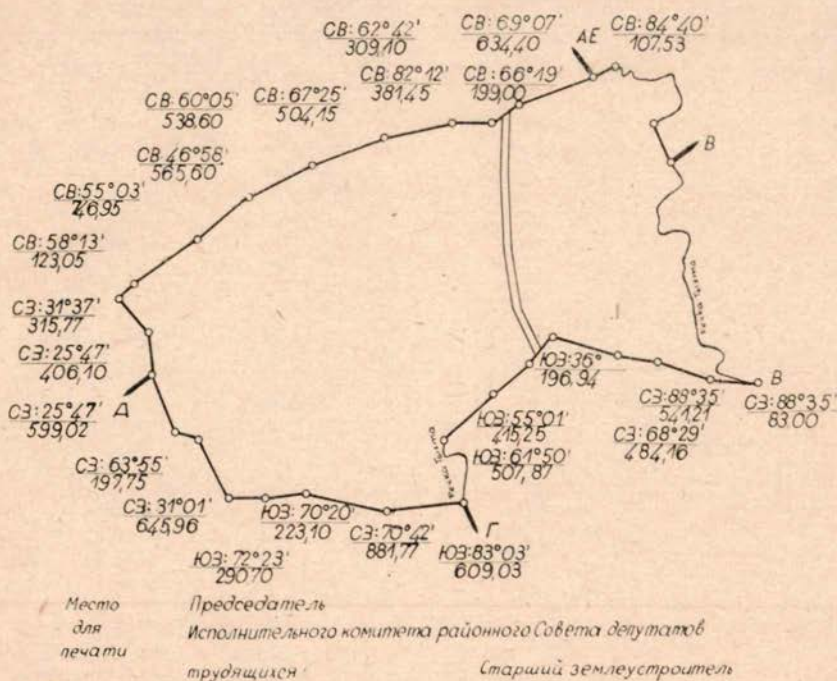 СВ: 62°42'
309,10
СВ: 69°07'
634,40
АЕ
СВ: 84°40'
107,53
СВ: 82°12'
381,45
СВ: 66°19'
199,00
СВ: 67°25'
504,15
СВ: 60°05'
538,60
СВ: 46°58'
565,60
СВ: 55°03'
746,95
СВ: 58°13'
123,05
В
СЗ: 31°37'
315,77
СЗ: 25°47'
406,10
А
СЗ: 25°47'
599,02
СЗ: 63°55'
197,75
СЗ: 31°01'
645,96
ЮЗ: 72°23'
290,70
ЮЗ: 70°20'
223,10
СЗ: 70°42'
881,77
Г
ЮЗ: 83°03'
609,03
ЮЗ: 61°50'
507,87
ЮЗ: 55°01'
415,25
ЮЗ: 36°
196,94
СЗ: 68°29'
484,16
СЗ: 88°35'
541,21
В
СЗ: 88°35'
83,00
Место
для
печати
Председатель
Исполнительного комитета районного Совета депутатов
трудящихся
Старший землеустроитель